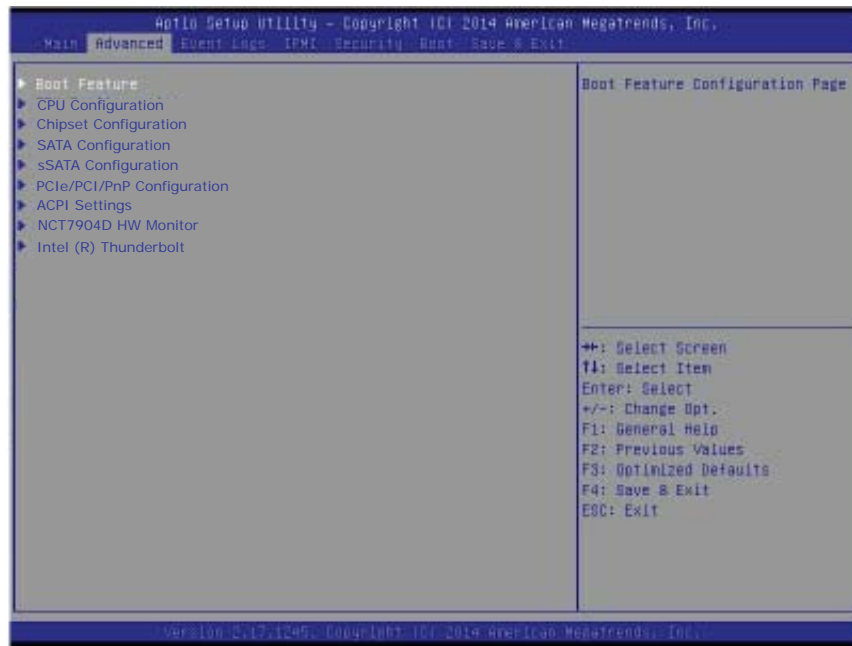 Aptio Setup Utility – Copyright (C) 2014 American Megatrends, Inc.
Main Advanced Event Logs IPMI Security Boot Save & Exit
Boot Feature
CPU Configuration
Chipset Configuration
SATA Configuration
sSATA Configuration
PCIe/PCI/PnP Configuration
ACPI Settings
NCT7904D HW Monitor
Intel (R) Thunderbolt
Boot Feature Configuration Page
→←: Select Screen
↑↓: Select Item
Enter: Select
+/-: Change Opt.
F1: General Help
F2: Previous Values
F3: Optimized Defaults
F4: Save & Exit
ESC: Exit
Version 2.17.1245. Copyright (C) 2014 American Megatrends, Inc.